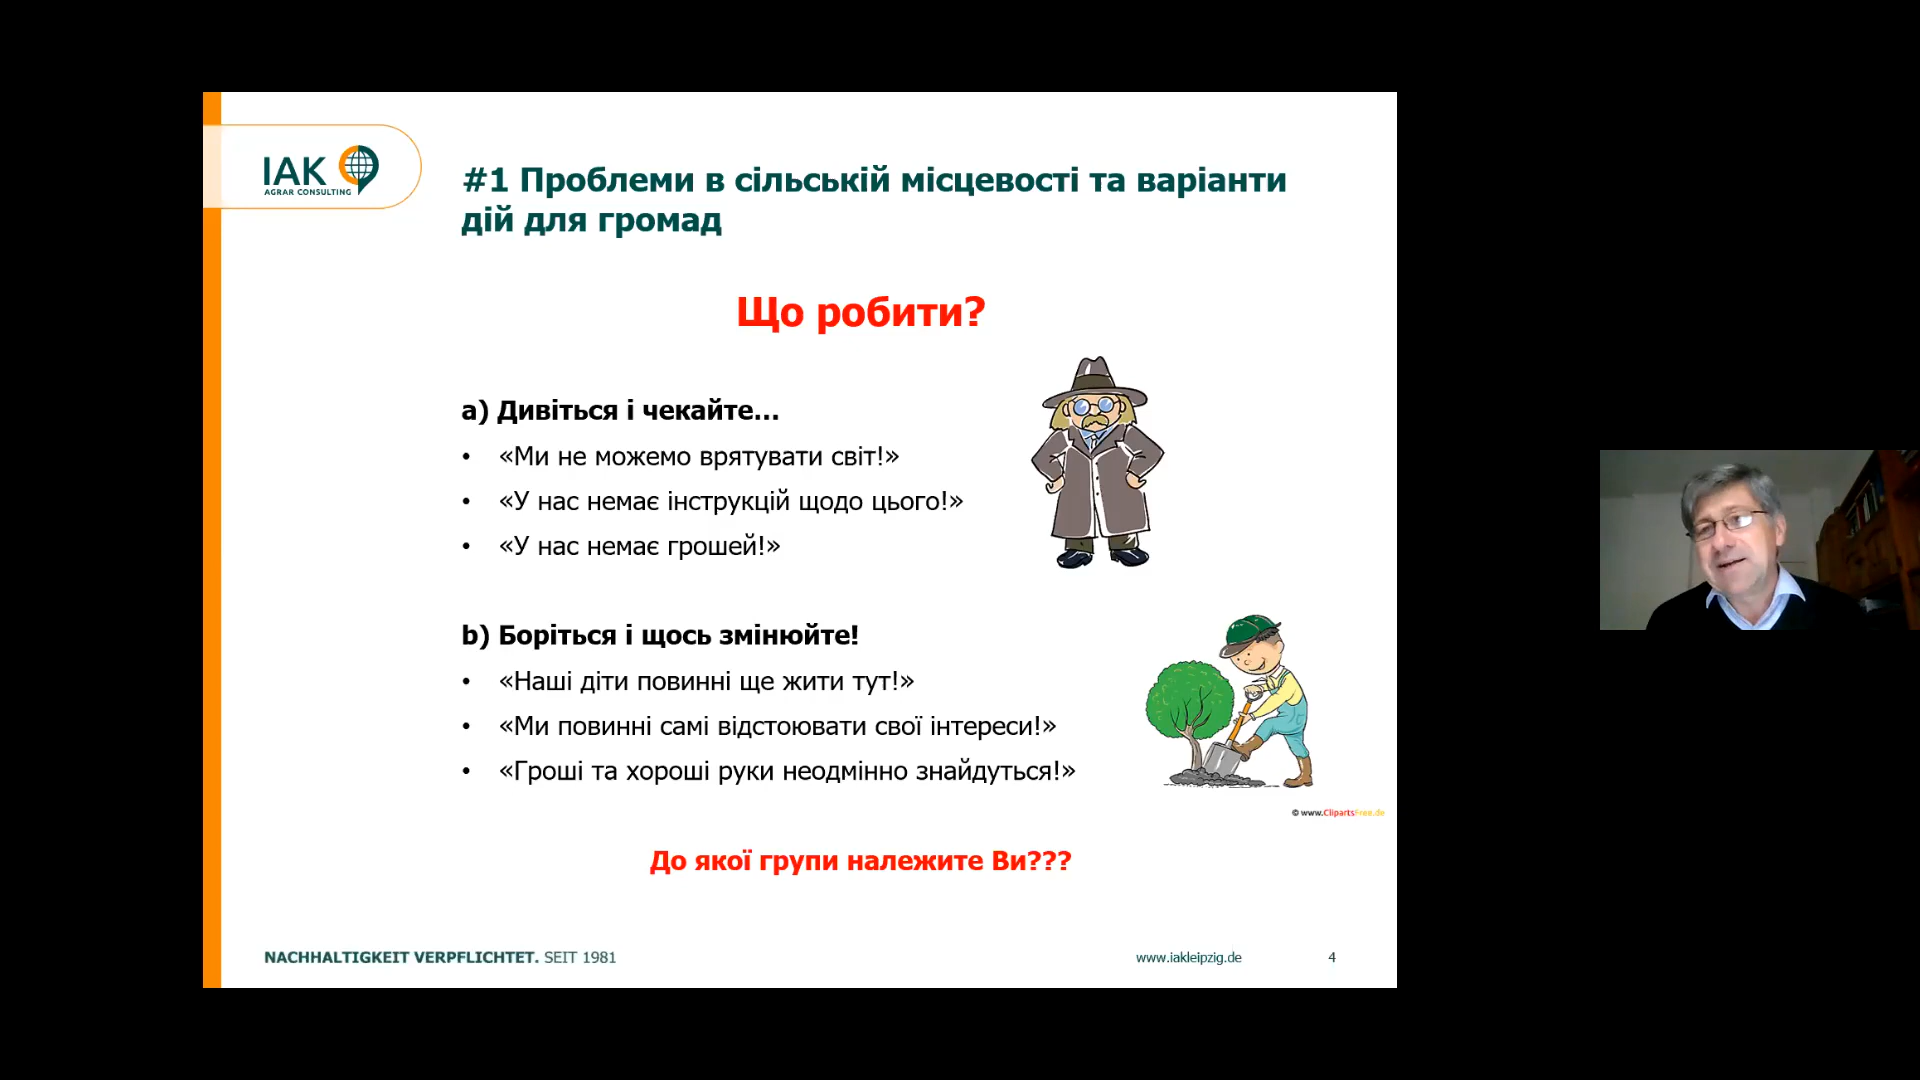 IAK
AGRAR CONSULTING
#1 Проблеми в сільській місцевості та варіанти
дій для громад
Що робити?
a) Дивіться і чекайте...
• «Ми не можемо врятувати світ!»
• «У нас немає інструкцій щодо цього!»
• «У нас немає грошей!»
b) Боріться і щось змінюйте!
• «Наші діти повинні ще жити тут!»
• «Ми повинні самі відстоювати свої інтереси!»
• «Гроші та хороші руки неодмінно знайдуться!»
© www.ClipartsFree.de
До якої групи належите Ви???
NACHHALTIGKEIT VERPFLICHTET. SEIT 1981
www.iakleipzig.de
4